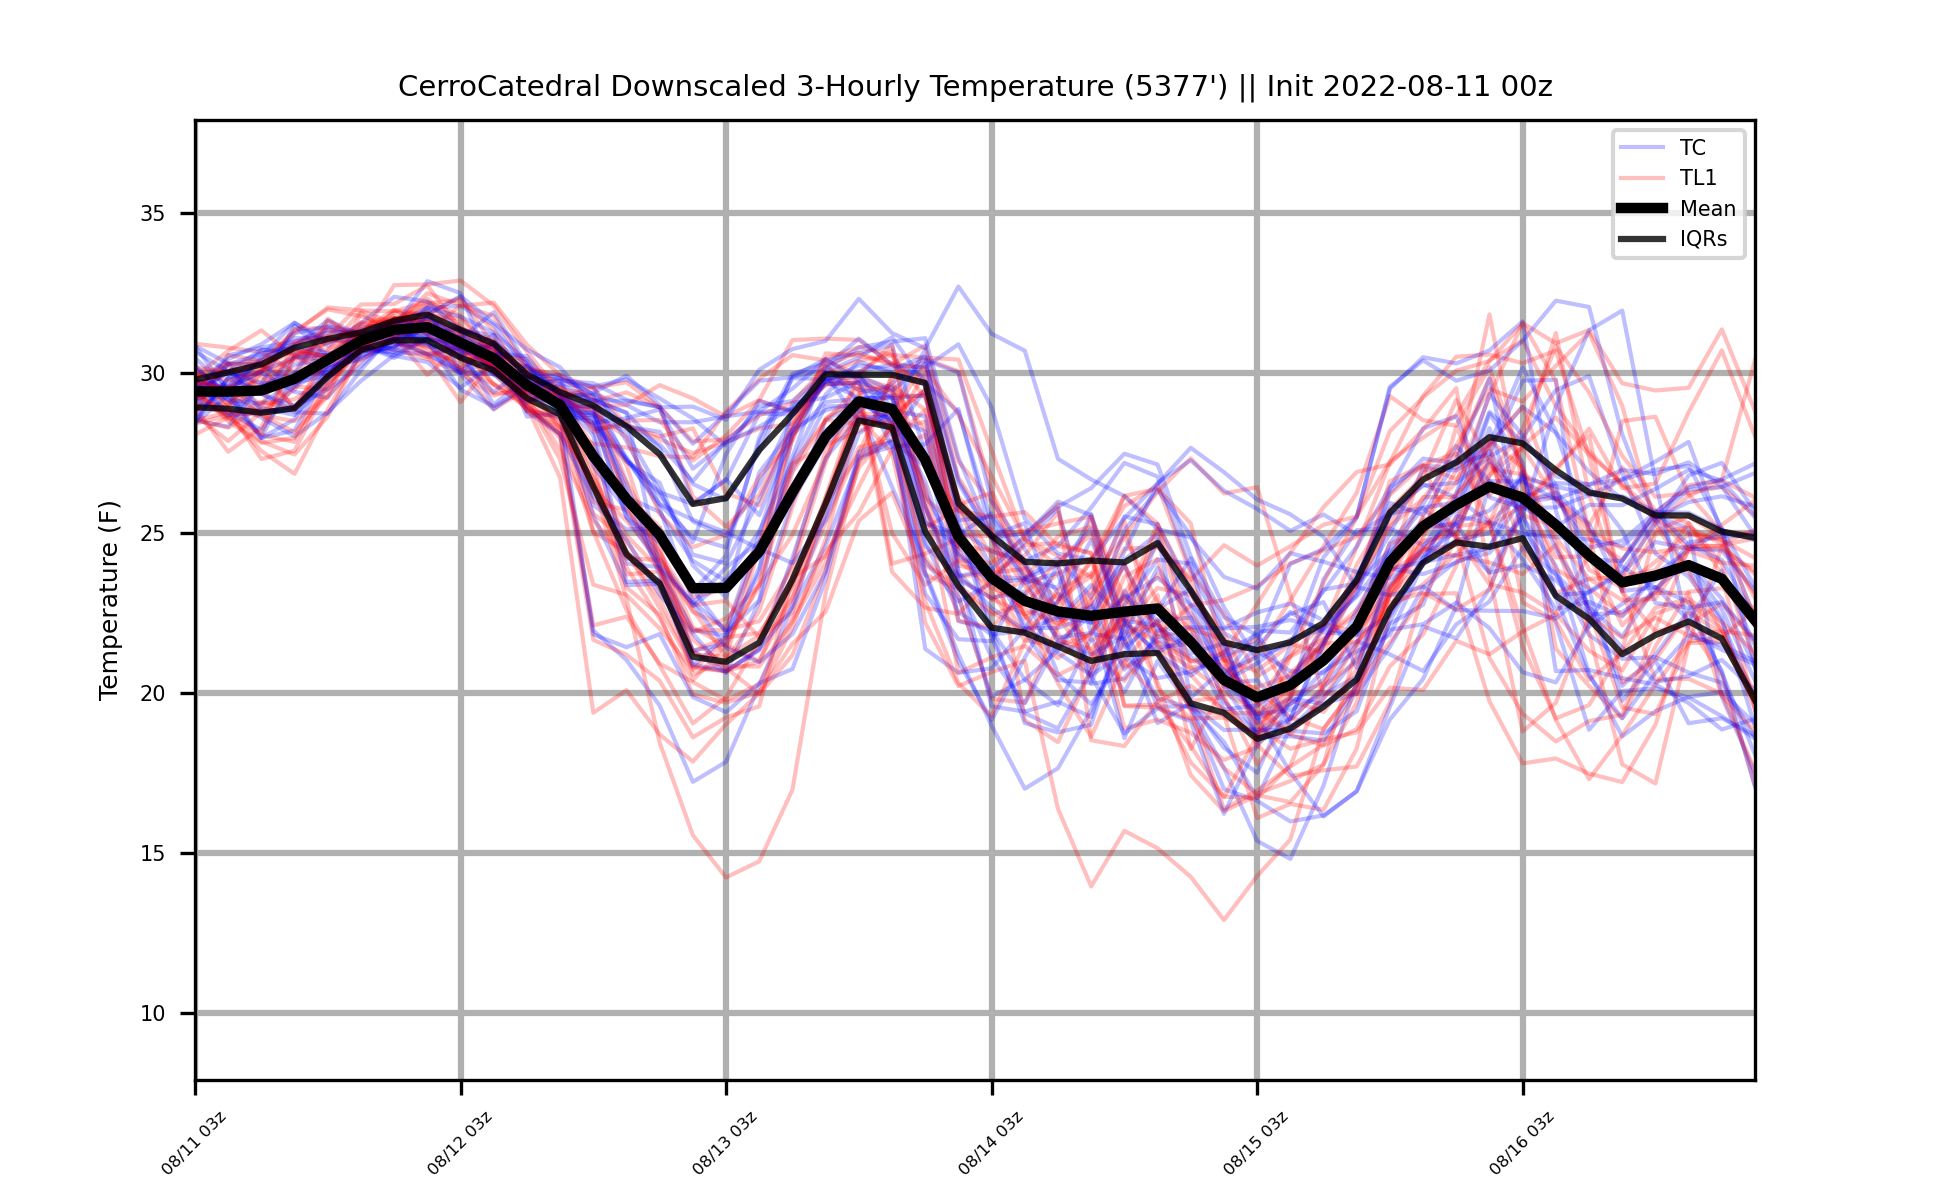 CerroCatedral Downscaled 3-Hourly Temperature (5377') || Init 2022-08-11 00z
TC
TL1
Mean
IQRs
Temperature (F)
35
30
25
20
15
10
08/11 03z
08/12 03z
08/13 03z
08/14 03z
08/15 03z
08/16 03z